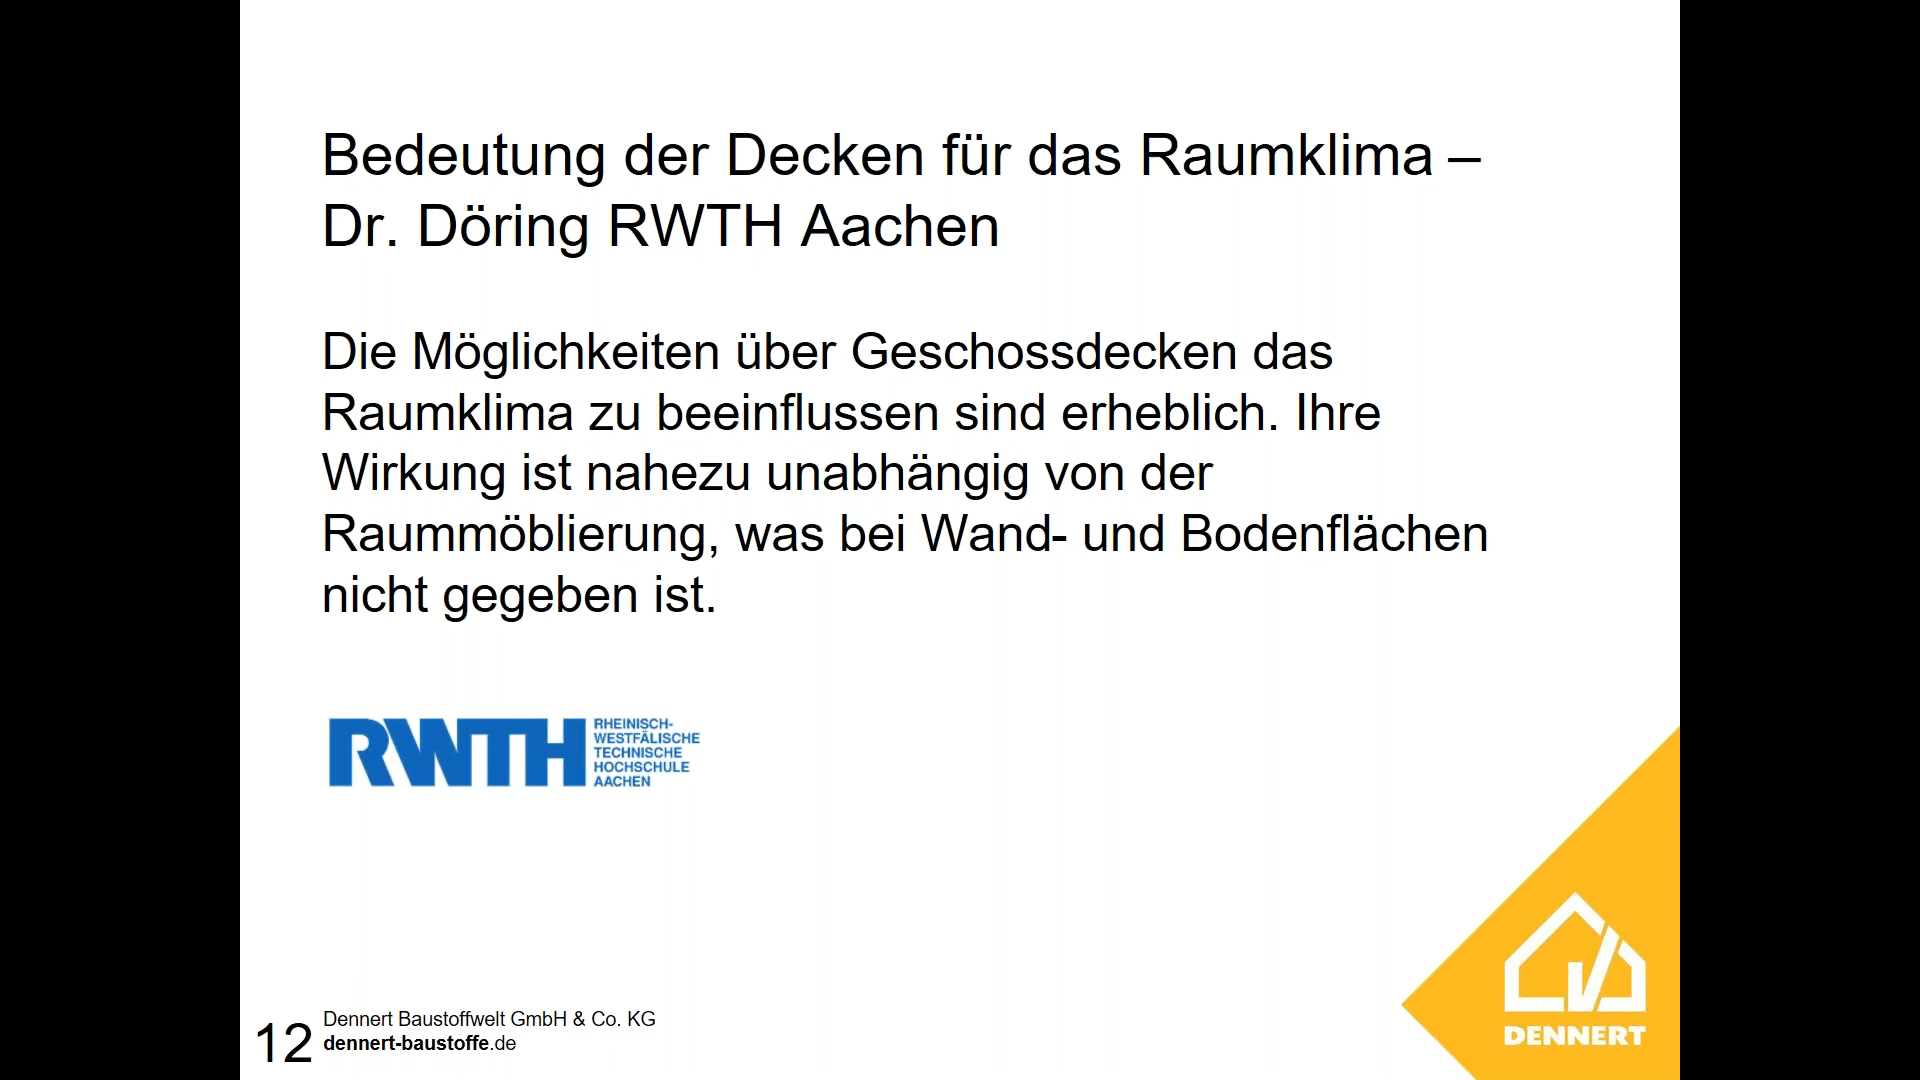 Bedeutung der Decken für das Raumklima –
Dr. Döring RWTH Aachen
Die Möglichkeiten über Geschossdecken das
Raumklima zu beeinflussen sind erheblich. Ihre
Wirkung ist nahezu unabhängig von der
Raummöblierung, was bei Wand- und Bodenflächen
nicht gegeben ist.
RWTH
RHEINISCH-
WESTFÄLISCHE
TECHNISCHE
HOCHSCHULE
AACHEN
12
Dennert Baustoffwelt GmbH & Co. KG
dennert-baustoffe.de
DENNERT